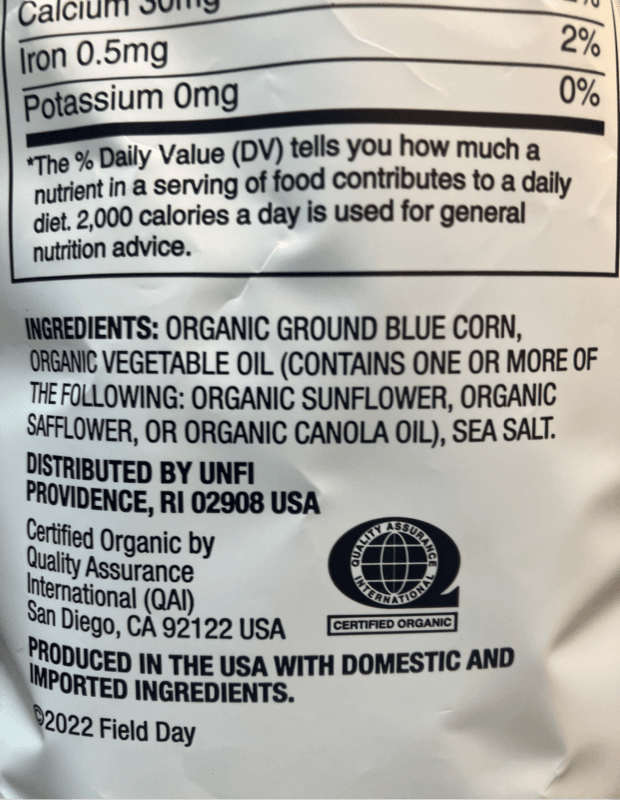 Calcium 30mg
Iron 0.5mg 2%
Potassium 0mg 0%
*The % Daily Value (DV) tells you how much a
nutrient in a serving of food contributes to a daily
diet. 2,000 calories a day is used for general
nutrition advice.
INGREDIENTS: ORGANIC GROUND BLUE CORN,
ORGANIC VEGETABLE OIL (CONTAINS ONE OR MORE OF
THE FOLLOWING: ORGANIC SUNFLOWER, ORGANIC
SAFFLOWER, OR ORGANIC CANOLA OIL), SEA SALT.
DISTRIBUTED BY UNFI
PROVIDENCE, RI 02908 USA
Certified Organic by
Quality Assurance
International (QAI)
San Diego, CA 92122 USA
QUALITY ASSURANCE
INTERNATIONAL
CERTIFIED ORGANIC
PRODUCED IN THE USA WITH DOMESTIC AND
IMPORTED INGREDIENTS.
©2022 Field Day